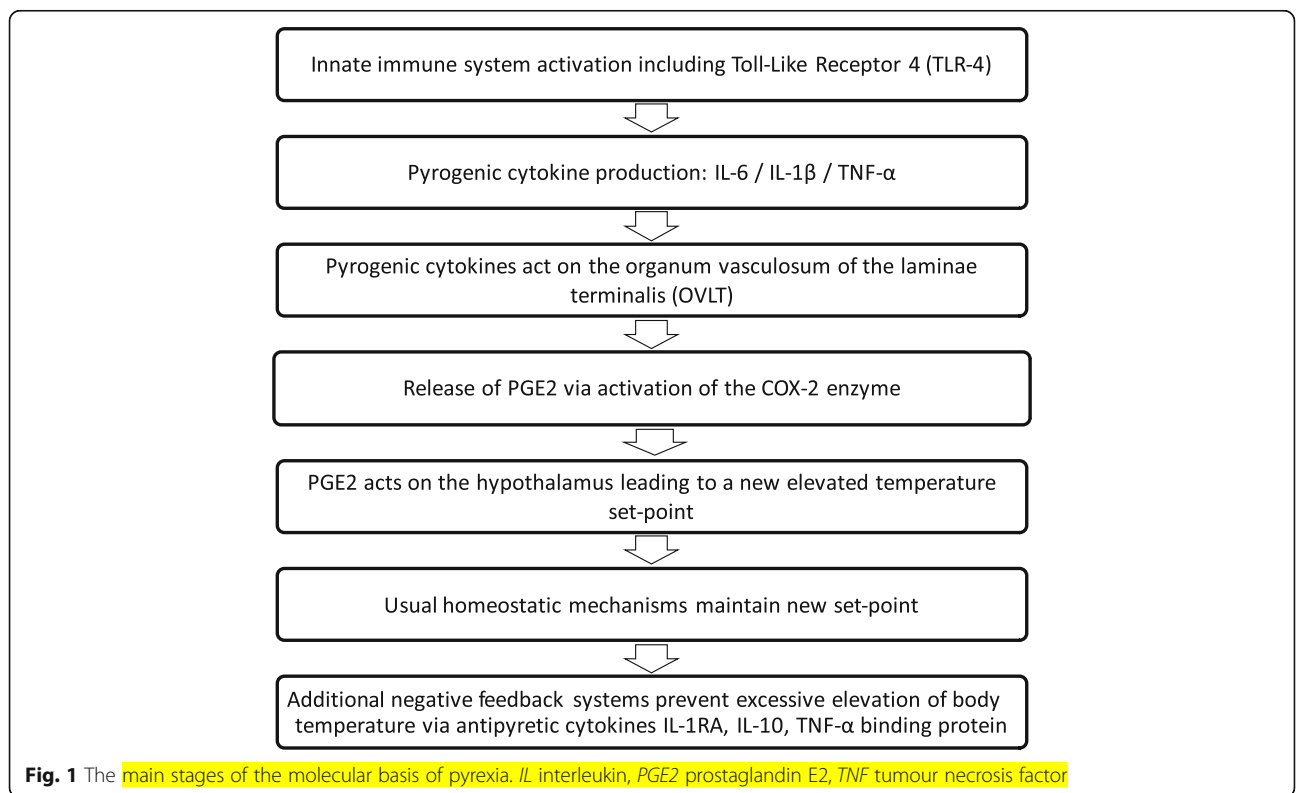 Innate immune system activation including Toll-Like Receptor 4 (TLR-4)
Pyrogenic cytokine production: IL-6 / IL-1β / TNF-α
Pyrogenic cytokines act on the organum vasculosum of the laminae
terminalis (OVLT)
Release of PGE2 via activation of the COX-2 enzyme
PGE2 acts on the hypothalamus leading to a new elevated temperature
set-point
Usual homeostatic mechanisms maintain new set-point
Additional negative feedback systems prevent excessive elevation of body
temperature via antipyretic cytokines IL-1RA, IL-10, TNF-α binding protein
Fig. 1 The main stages of the molecular basis of pyrexia. IL interleukin, PGE2 prostaglandin E2, TNF tumour necrosis factor